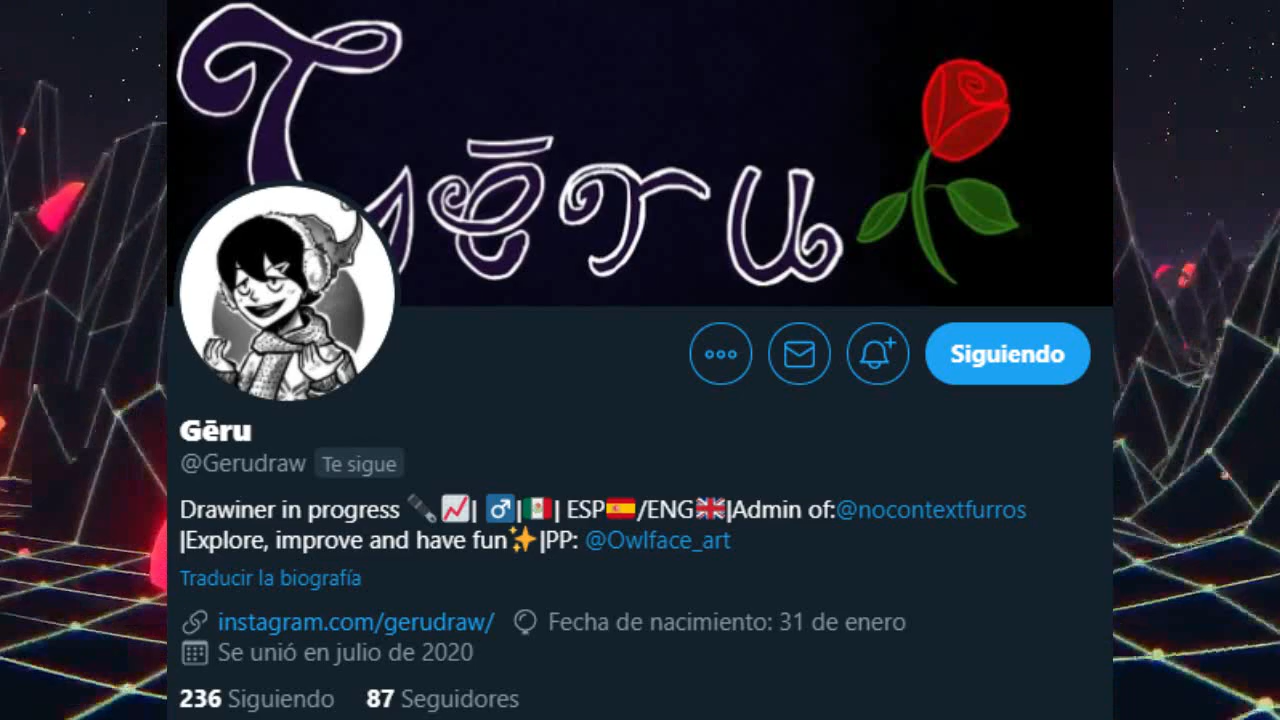 Gēru
Siguiendo
Gēru
@Gerudraw Te sigue
Drawiner in progress 🖊️📈| ♂️|🇲🇽| ESP🇪🇸/ENG🇬🇧|Admin of:@nocontextfurros
|Explore, improve and have fun✨|PP: @Owlface_art
Traducir la biografía
instagram.com/gerudraw/ Fecha de nacimiento: 31 de enero
Se unió en julio de 2020
236 Siguiendo 87 Seguidores